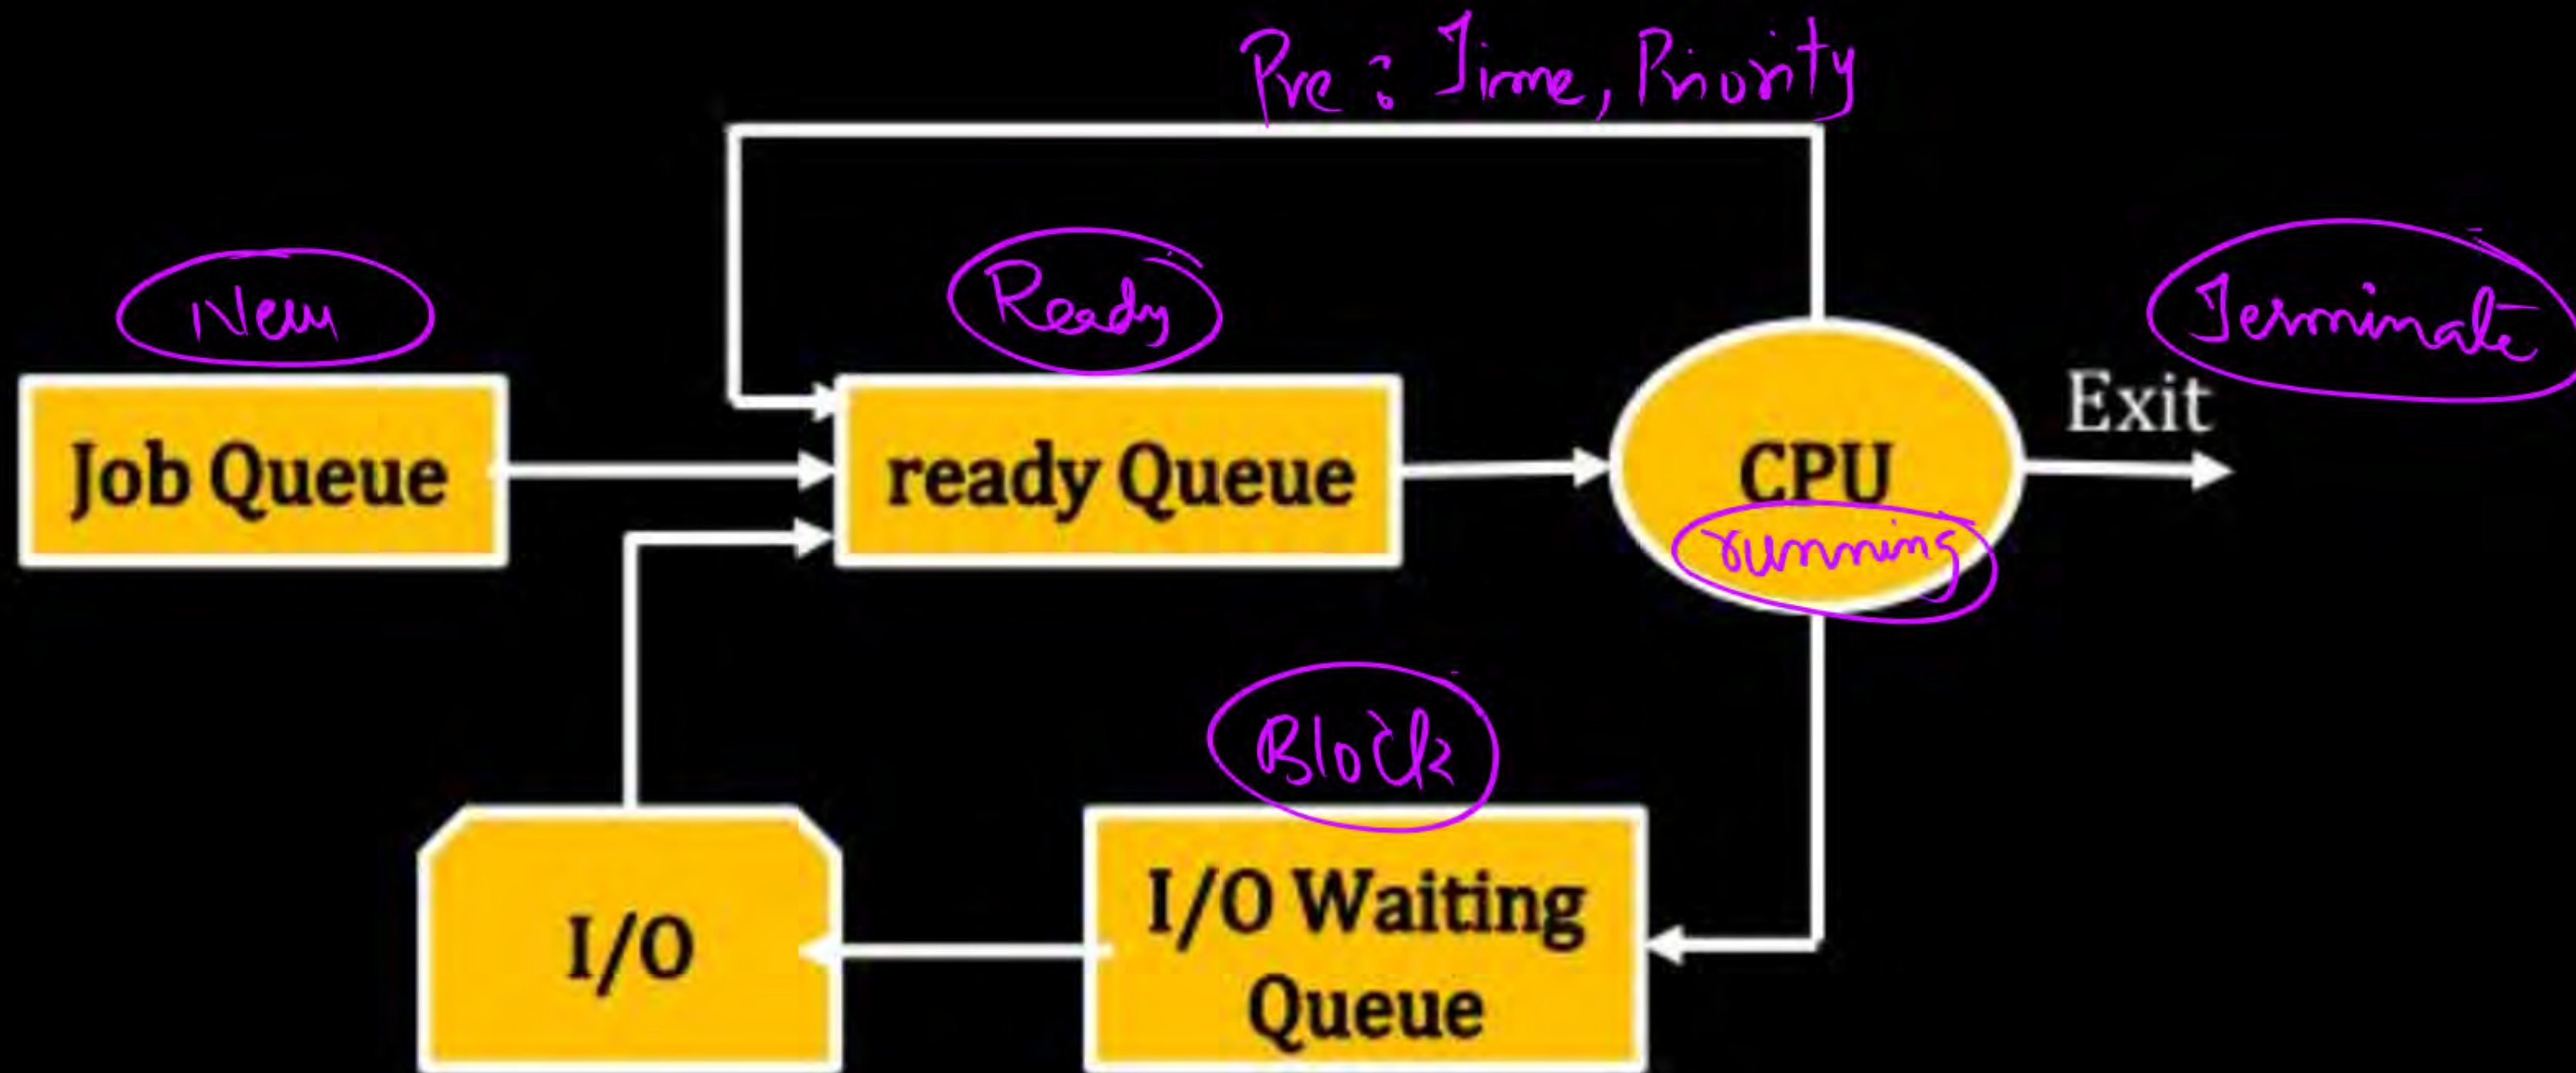 Pre : Time, Priority
New
Ready
Terminate
Exit
Job Queue
ready Queue
CPU
running
Block
I/O
I/O Waiting
Queue